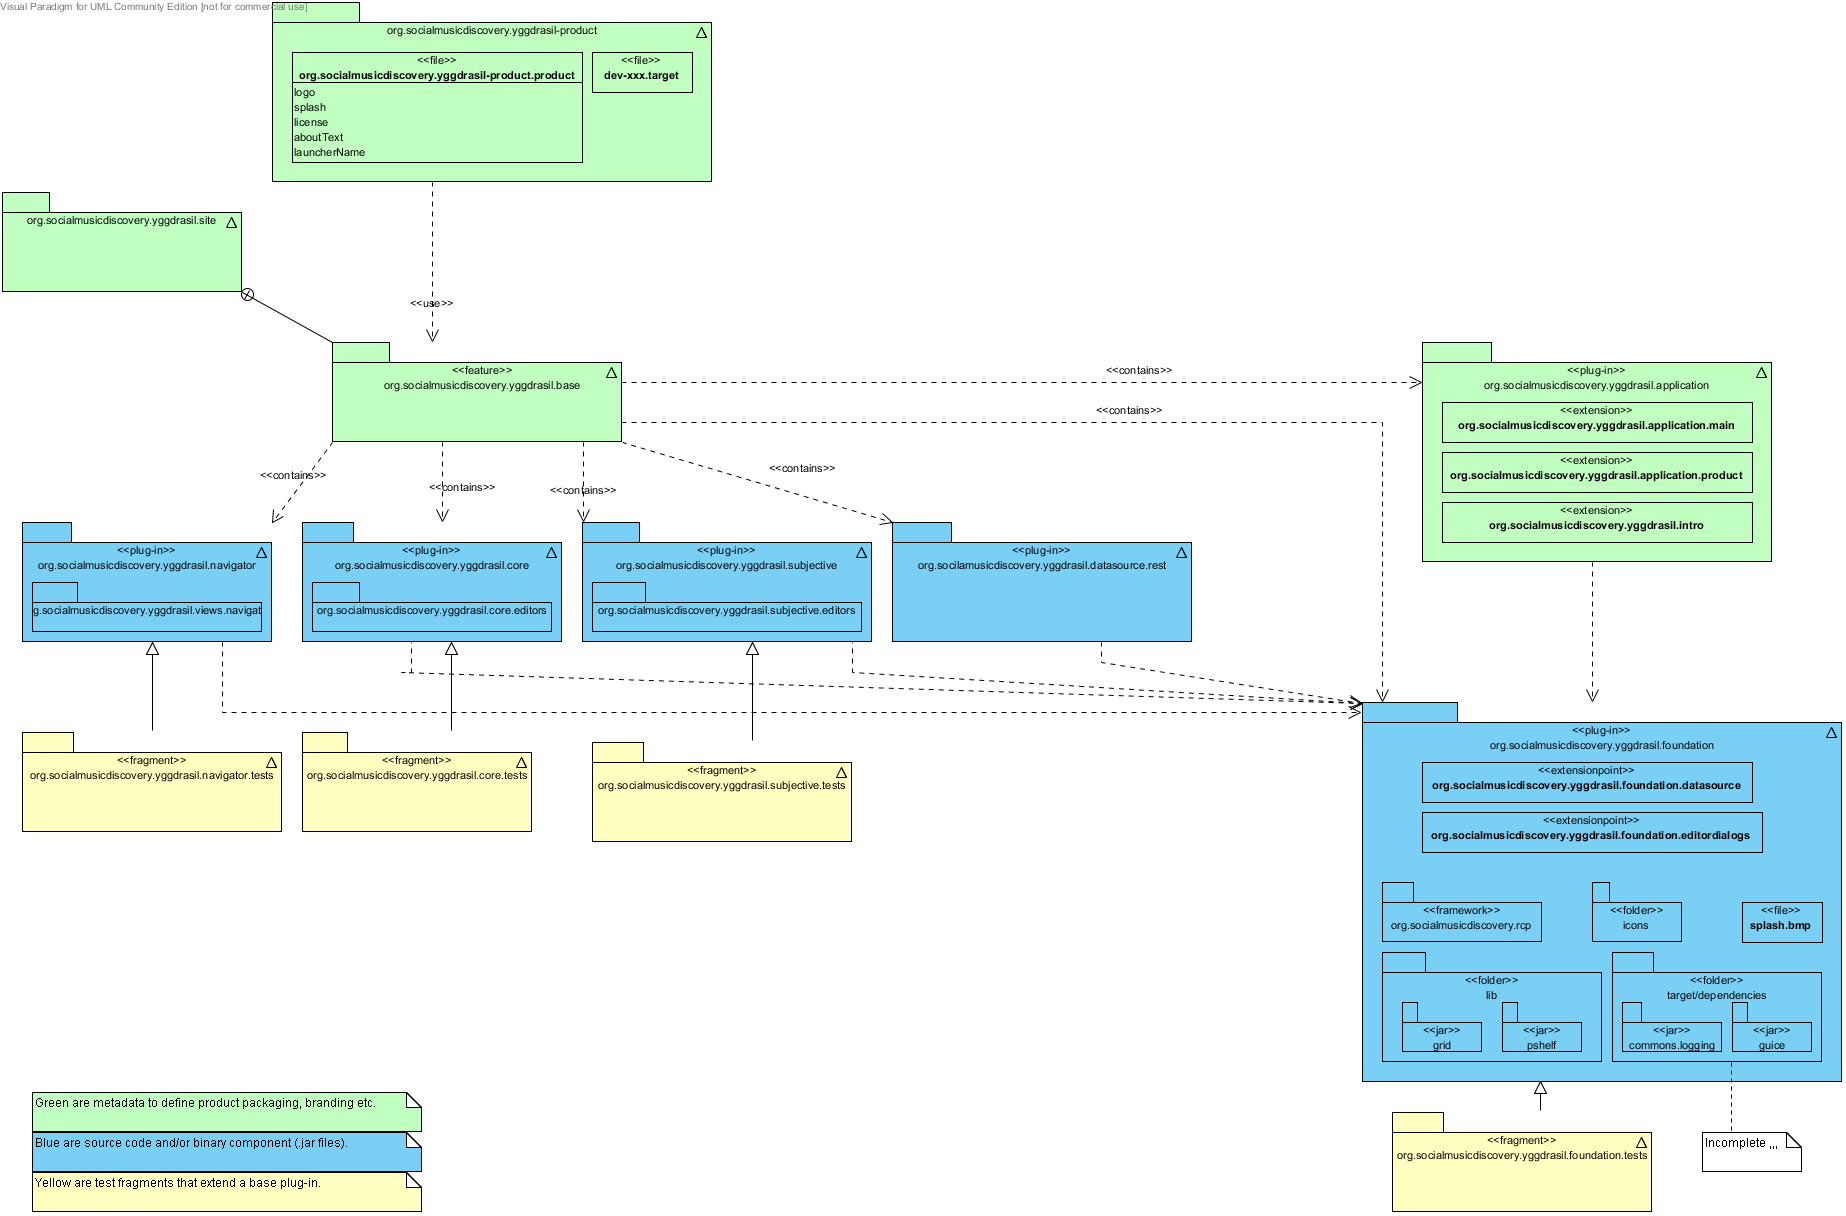 Visual Paradigm for UML Community Edition [not for commercial use]
org.socialmusicdiscovery.yggdrasil-product
<<file>>
org.socialmusicdiscovery.yggdrasil-product.product
logo
splash
license
aboutText
launcherName
<<file>>
dev-xxx.target
org.socialmusicdiscovery.yggdrasil.site
<<use>>
<<feature>>
org.socialmusicdiscovery.yggdrasil.base
<<contains>>
<<contains>>
<<contains>>
<<contains>>
<<contains>>
<<contains>>
<<plug-in>>
org.socialmusicdiscovery.yggdrasil.application
<<extension>>
org.socialmusicdiscovery.yggdrasil.application.main
<<extension>>
org.socialmusicdiscovery.yggdrasil.application.product
<<extension>>
org.socialmusicdiscovery.yggdrasil.intro
<<plug-in>>
org.socialmusicdiscovery.yggdrasil.navigator
g.socialmusicdiscovery.yggdrasil.views.navigat
<<plug-in>>
org.socialmusicdiscovery.yggdrasil.core
org.socialmusicdiscovery.yggdrasil.core.editors
<<plug-in>>
org.socialmusicdiscovery.yggdrasil.subjective
org.socialmusicdiscovery.yggdrasil.subjective.editors
<<plug-in>>
org.socilamusicdiscovery.yggdrasil.datasource.rest
<<fragment>>
org.socialmusicdiscovery.yggdrasil.navigator.tests
<<fragment>>
org.socialmusicdiscovery.yggdrasil.core.tests
<<fragment>>
org.socialmusicdiscovery.yggdrasil.subjective.tests
<<plug-in>>
org.socialmusicdiscovery.yggdrasil.foundation
<<extensionpoint>>
org.socialmusicdiscovery.yggdrasil.foundation.datasource
<<extensionpoint>>
org.socialmusicdiscovery.yggdrasil.foundation.editordialogs
<<framework>>
org.socialmusicdiscovery.rcp
<<folder>>
icons
<<file>>
splash.bmp
<<folder>>
lib
<<jar>>
grid
<<jar>>
pshelf
<<folder>>
target/dependencies
<<jar>>
commons.logging
<<jar>>
guice
<<fragment>>
org.socialmusicdiscovery.yggdrasil.foundation.tests
Incomplete ,,,
Green are metadata to define product packaging, branding etc.
Blue are source code and/or binary component (.jar files).
Yellow are test fragments that extend a base plug-in.